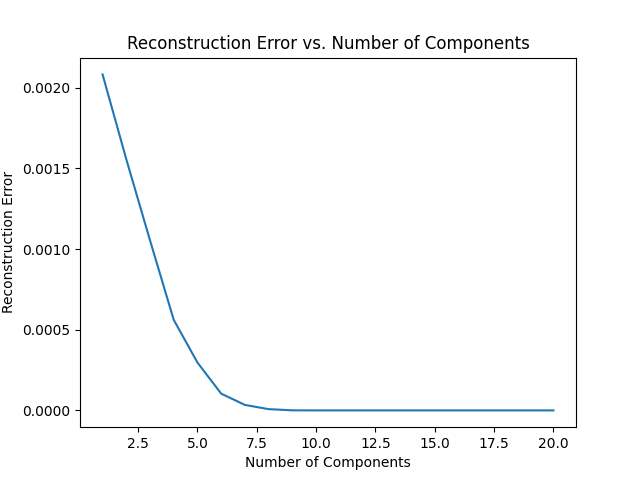 Reconstruction Error vs. Number of Components
Reconstruction Error
0.0020
0.0015
0.0010
0.0005
0.0000
2.5 5.0 7.5 10.0 12.5 15.0 17.5 20.0
Number of Components